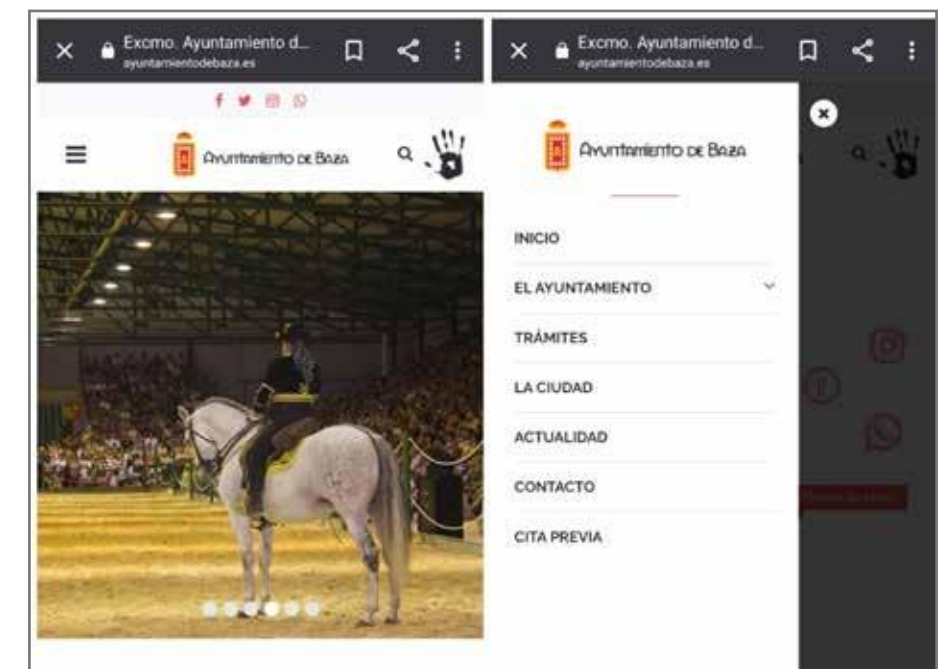 Excmo. Ayuntamiento d...
ayuntamientodebaza.es
Ayuntamiento de Baza
Excmo. Ayuntamiento d...
ayuntamientodebaza.es
Ayuntamiento de Baza
INICIO
EL AYUNTAMIENTO
TRÁMITES
LA CIUDAD
ACTUALIDAD
CONTACTO
CITA PREVIA